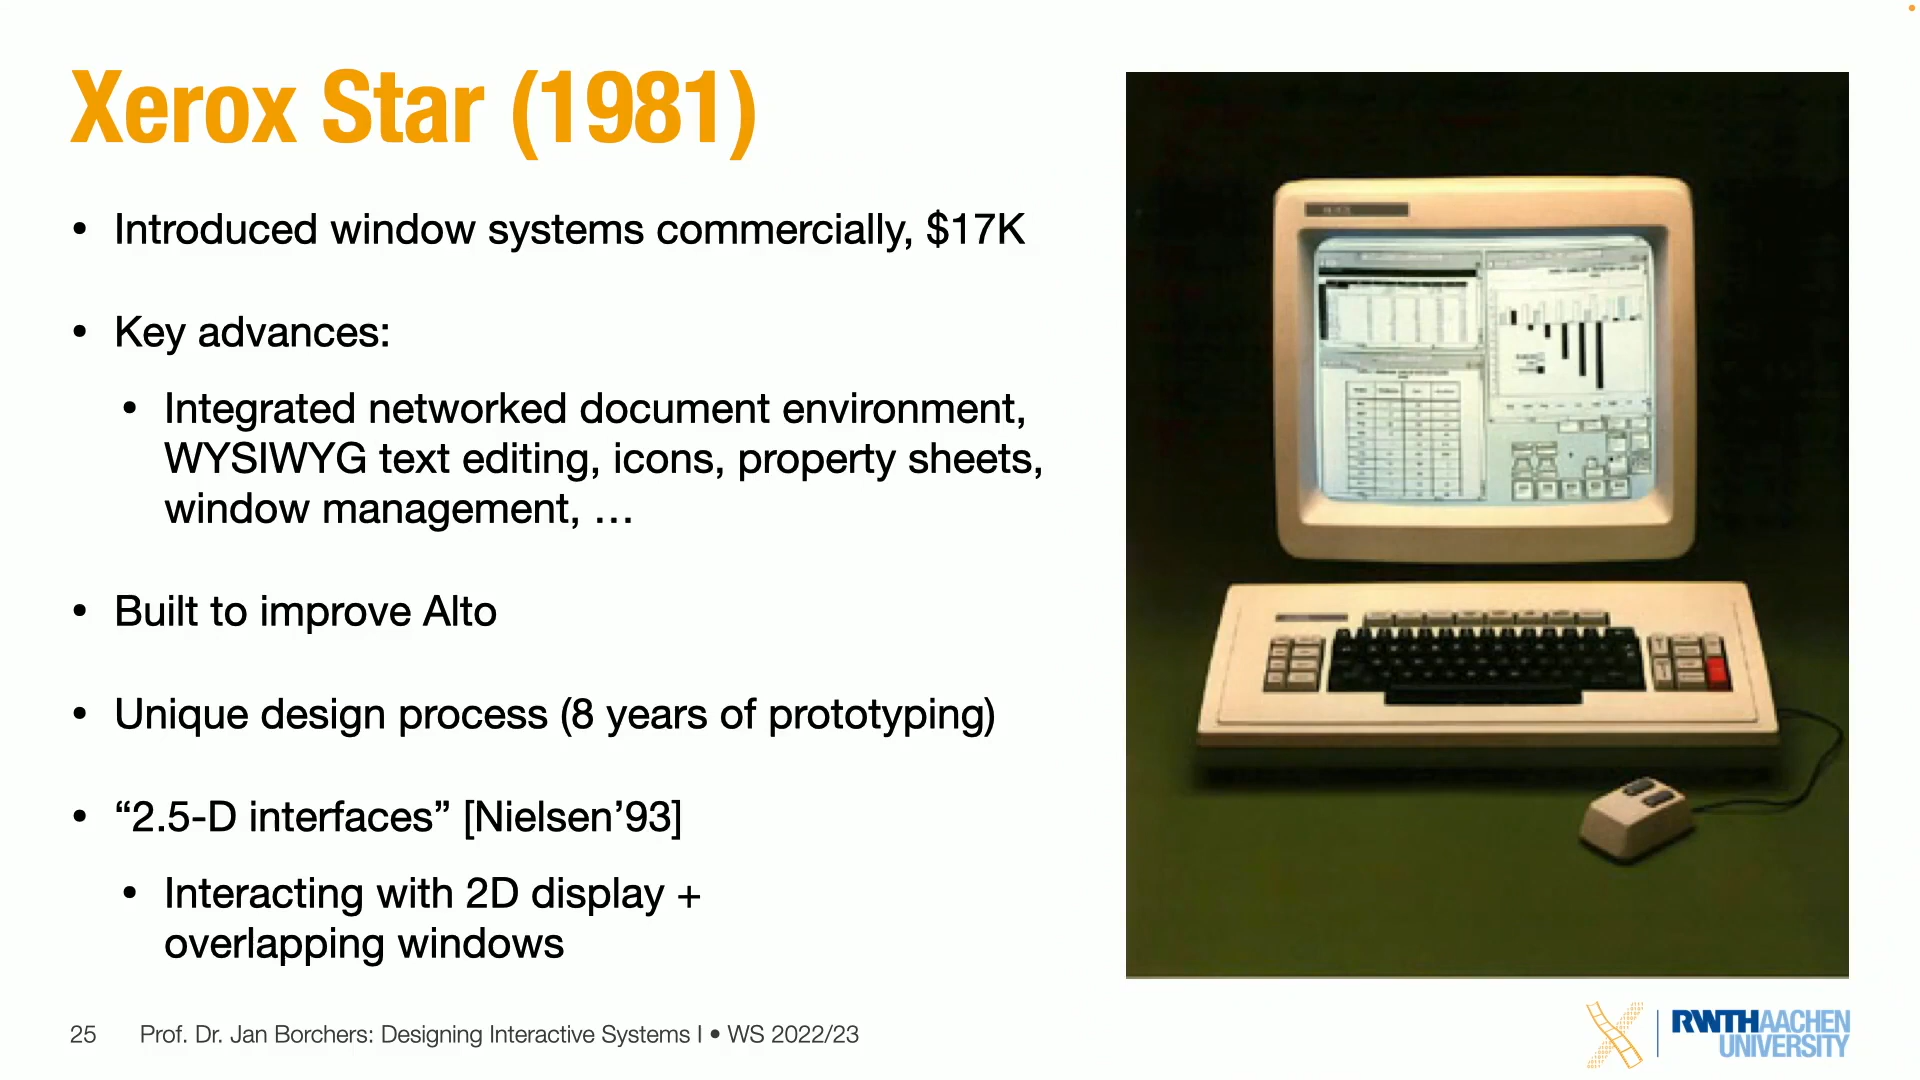 Xerox Star (1981)
• Introduced window systems commercially, $17K
• Key advances:
• Integrated networked document environment,
WYSIWYG text editing, icons, property sheets,
window management, …
• Built to improve Alto
• Unique design process (8 years of prototyping)
• “2.5-D interfaces” [Nielsen’93]
• Interacting with 2D display +
overlapping windows
25 Prof. Dr. Jan Borchers: Designing Interactive Systems I • WS 2022/23
RWTHAACHEN
UNIVERSITY